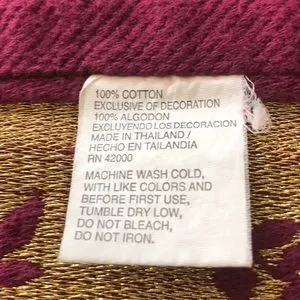 100% COTTON
EXCLUSIVE OF DECORATION
100% ALGODON
EXCLUYENDO LOS DECORACION
MADE IN THAILAND /
HECHO EN TAILANDIA
RN 42000
MACHINE WASH COLD,
WITH LIKE COLORS AND
BEFORE FIRST USE,
TUMBLE DRY LOW,
DO NOT BLEACH,
DO NOT IRON.